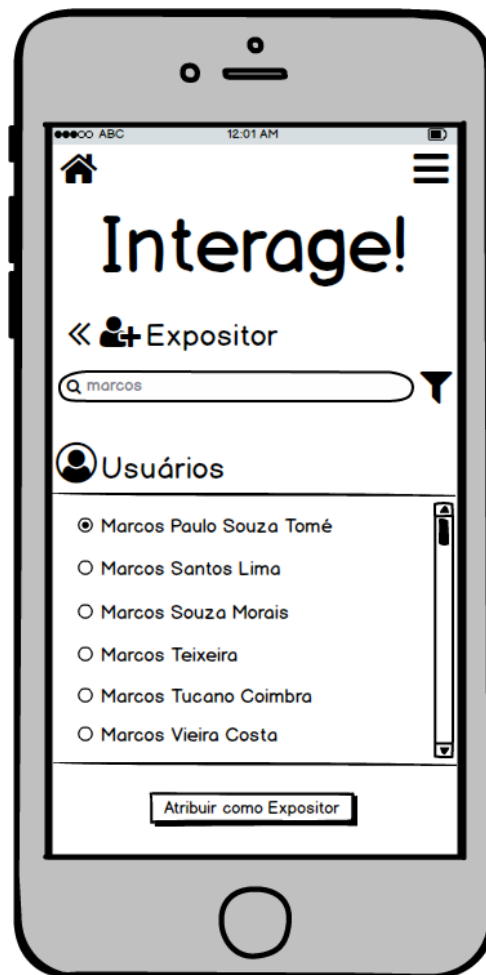 ABC 12:01 AM
Interage!
Expositor
marcos
Usuários
Marcos Paulo Souza Tomé
Marcos Santos Lima
Marcos Souza Morais
Marcos Teixeira
Marcos Tucano Coimbra
Marcos Vieira Costa
Atribuir como Expositor